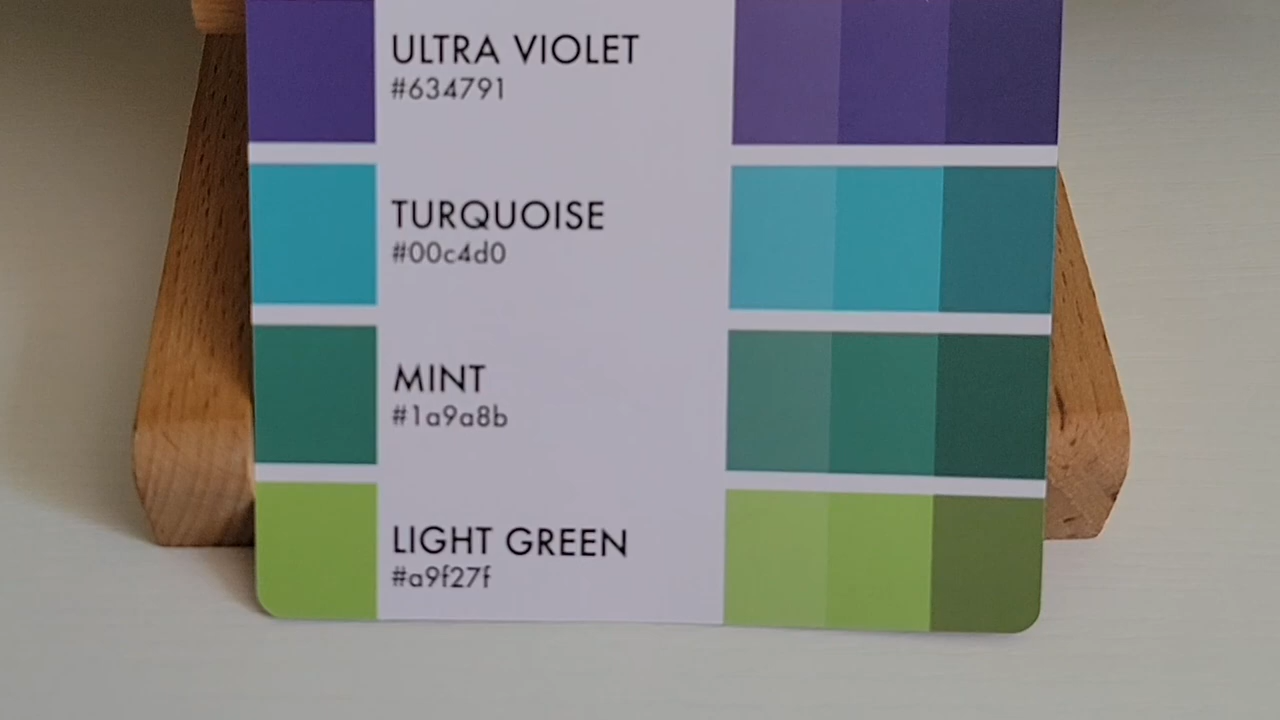 ULTRA VIOLET
#634791
TURQUOISE
#00c4d0
MINT
#1a9a8b
LIGHT GREEN
#a9f27f